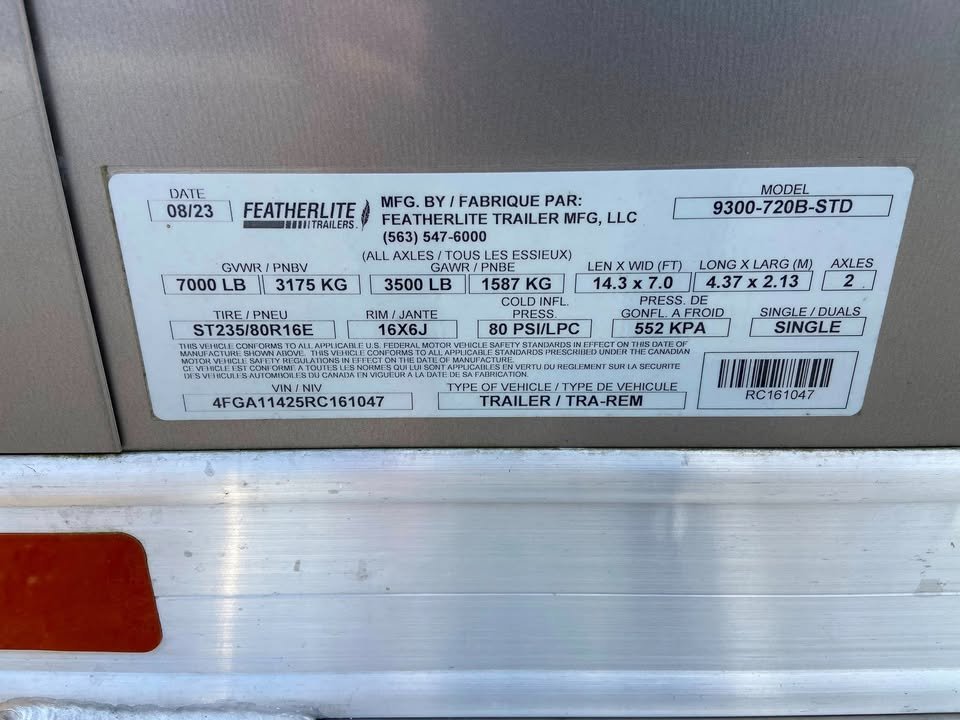 DATE
08/23
FEATHERLITE
TRAILERS.
MFG. BY / FABRIQUE PAR:
FEATHERLITE TRAILER MFG, LLC
(563) 547-6000
MODEL
9300-720B-STD
(ALL AXLES / TOUS LES ESSIEUX)
GVWR / PNBV
GAWR / PNBE
LEN X WID (FT)
LONG X LARG (M)
AXLES
7000 LB 3175 KG
3500 LB 1587 KG
14.3 x 7.0
4.37 x 2.13
2
TIRE / PNEU
RIM / JANTE
COLD INFL.
PRESS.
PRESS. DE
GONFL. A FROID
SINGLE / DUALS
ST235/80R16E
16X6J
80 PSI/LPC
552 KPA
SINGLE
THIS VEHICLE CONFORMS TO ALL APPLICABLE U.S. FEDERAL MOTOR VEHICLE SAFETY STANDARDS IN EFFECT ON THIS DATE OF
MANUFACTURE SHOWN ABOVE. THIS VEHICLE CONFORMS TO ALL APPLICABLE STANDARDS PRESCRIBED UNDER THE CANADIAN
MOTOR VEHICLE SAFETY REGULATIONS IN EFFECT ON THE DATE OF MANUFACTURE.
CE VEHICLE EST CONFORME A TOUTES LES NORMES QUI LUI SONT APPLICABLES EN VERTU DU REGLEMENT SUR LA SECURITE
DES VEHICULES AUTOMOBILES DU CANADA EN VIGUEUR A LA DATE DE SA FABRICATION.
VIN / NIV
4FGA11425RC161047
TYPE OF VEHICLE / TYPE DE VEHICULE
TRAILER / TRA-REM
RC161047